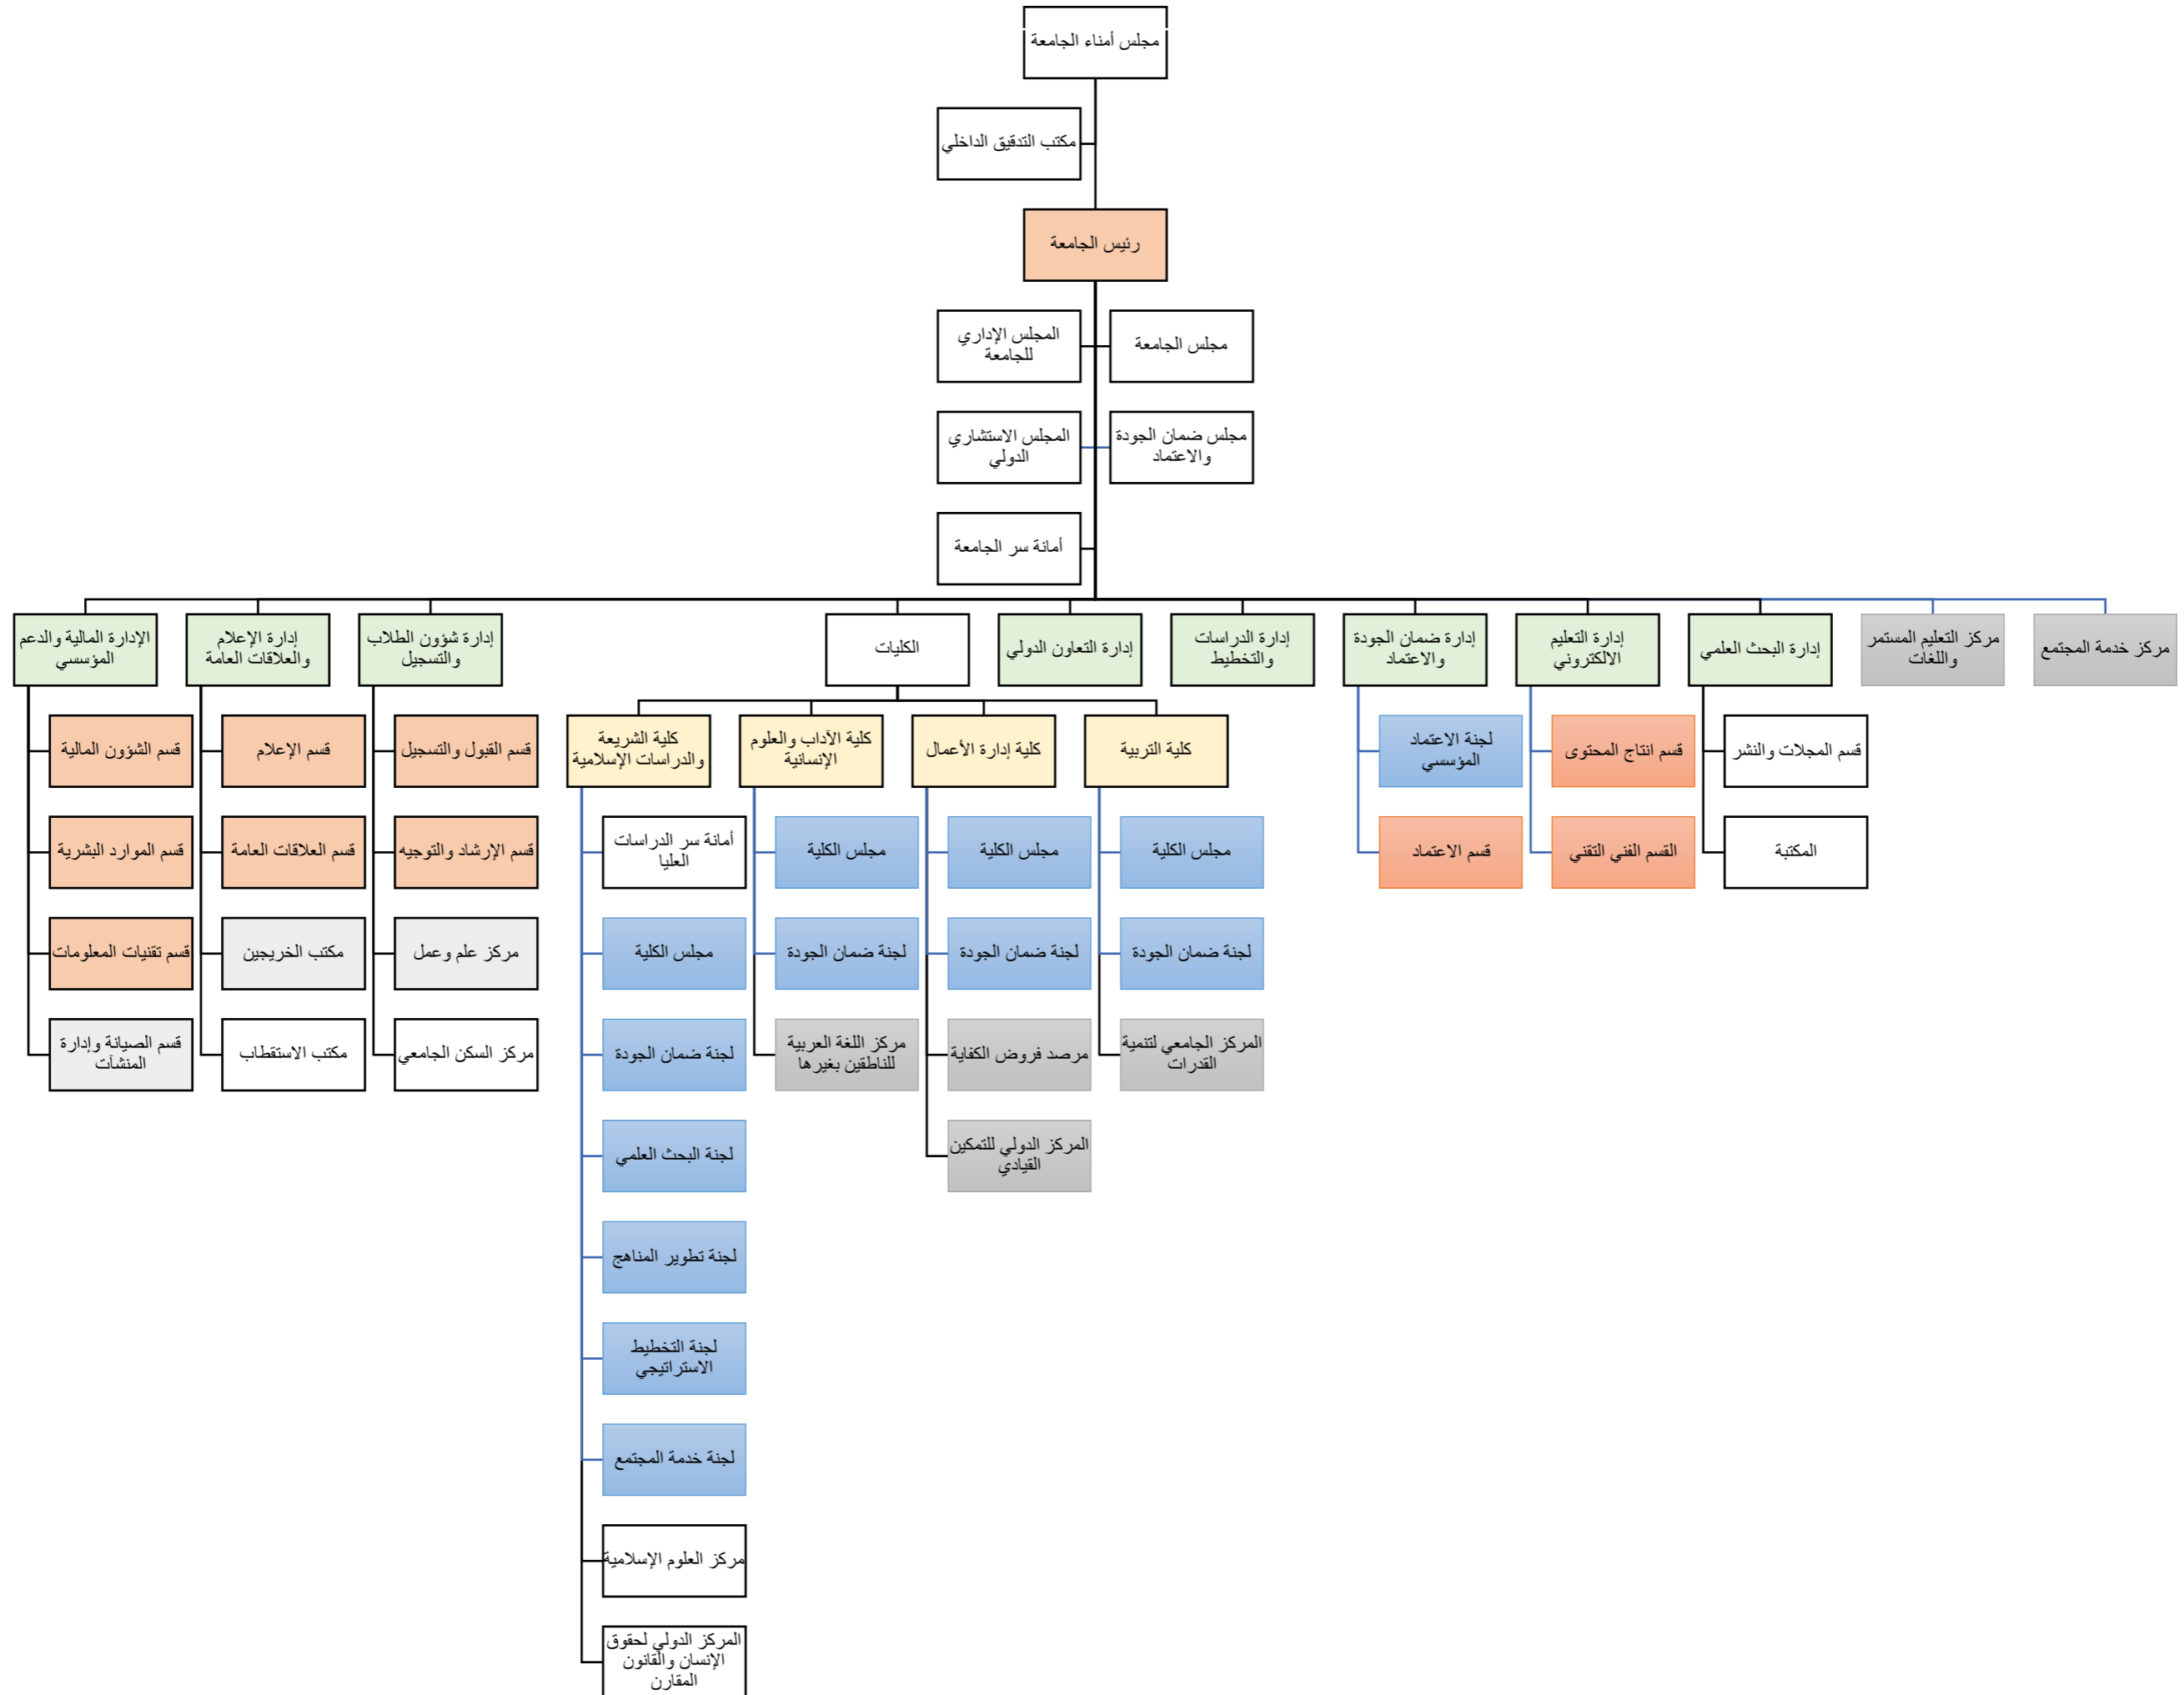 مجلس أمناء الجامعة
مكتب التدقيق الداخلي
رئيس الجامعة
مجلس الجامعة
المجلس الإداري
للجامعة
مجلس ضمان الجودة
والاعتماد
المجلس الاستشاري
الدولي
أمانة سر الجامعة
مركز خدمة المجتمع
مركز التعليم المستمر
واللغات
إدارة البحث العلمي
إدارة التعليم
الالكتروني
إدارة ضمان الجودة
والاعتماد
إدارة الدراسات
والتخطيط
إدارة التعاون الدولي
الكليات
إدارة شؤون الطلاب
والتسجيل
إدارة الإعلام
والعلاقات العامة
الإدارة المالية والدعم
المؤسسي
قسم المجلات والنشر
المكتبة
قسم انتاج المحتوى
القسم الفني التقني
لجنة الاعتماد
المؤسسي
قسم الاعتماد
كلية التربية
مجلس الكلية
لجنة ضمان الجودة
المركز الجامعي لتنمية
القدرات
كلية إدارة الأعمال
مجلس الكلية
لجنة ضمان الجودة
مرصد فروض الكفاية
المركز الدولي للتمكين
القيادي
كلية الآداب والعلوم
الإنسانية
مجلس الكلية
لجنة ضمان الجودة
مركز اللغة العربية
للناطقين بغيرها
كلية الشريعة
والدراسات الإسلامية
أمانة سر الدراسات
العليا
مجلس الكلية
لجنة ضمان الجودة
لجنة البحث العلمي
لجنة تطوير المناهج
لجنة التخطيط
الاستراتيجي
لجنة خدمة المجتمع
مركز العلوم الإسلامية
المركز الدولي لحقوق
الإنسان والقانون
المقارن
قسم القبول والتسجيل
قسم الإرشاد والتوجيه
مركز علم وعمل
مركز السكن الجامعي
قسم الإعلام
قسم العلاقات العامة
مكتب الخريجين
مكتب الاستقطاب
قسم الشؤون المالية
قسم الموارد البشرية
قسم تقنيات المعلومات
قسم الصيانة وإدارة
المنشآت